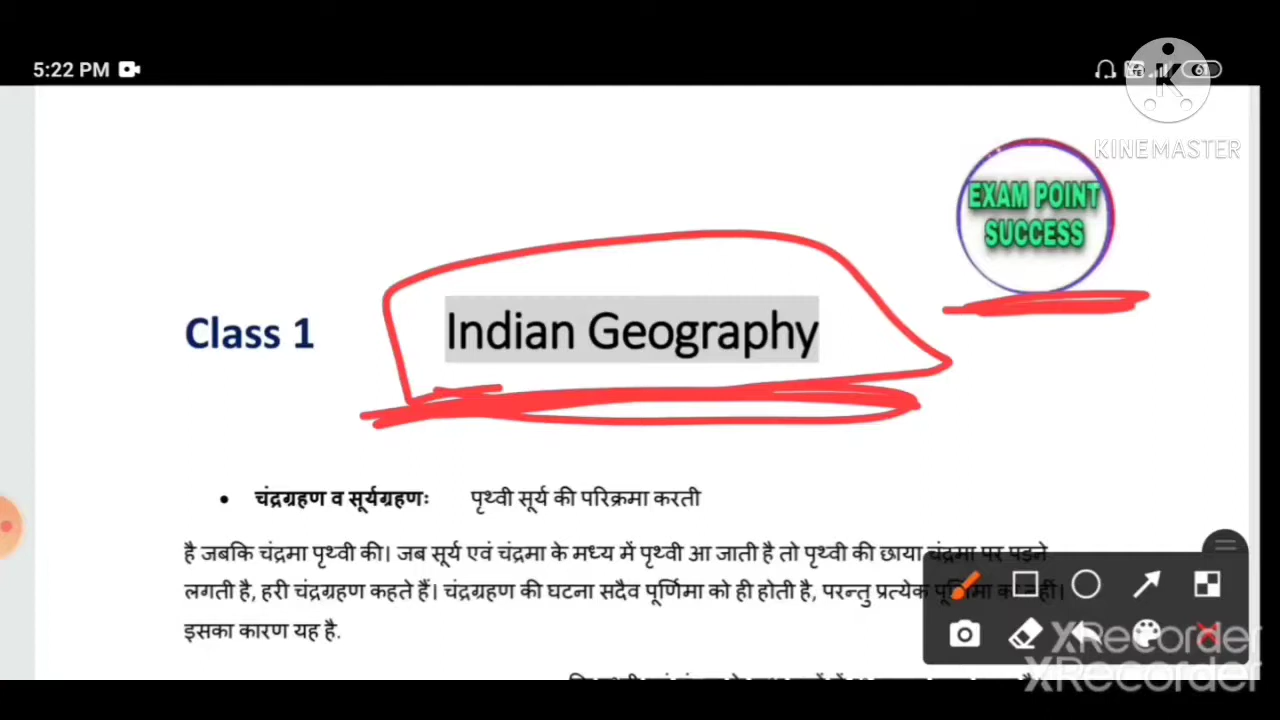 5:22 PM
KINEMASTER
EXAM POINT
SUCCESS
Class 1 Indian Geography
• चंद्रग्रहण व सूर्यग्रहणः पृथ्वी सूर्य की परिक्रमा करती
है जबकि चंद्रमा पृथ्वी की। जब सूर्य एवं चंद्रमा के मध्य में पृथ्वी आ जाती है तो पृथ्वी की छाया चंद्रमा पर पड़ने
लगती है, हरी चंद्रग्रहण कहते हैं। चंद्रग्रहण की घटना सदैव पूर्णिमा को ही होती है, परन्तु प्रत्येक पूर्णिमा को नहीं।
इसका कारण यह है.
XRecorder
XRecorder